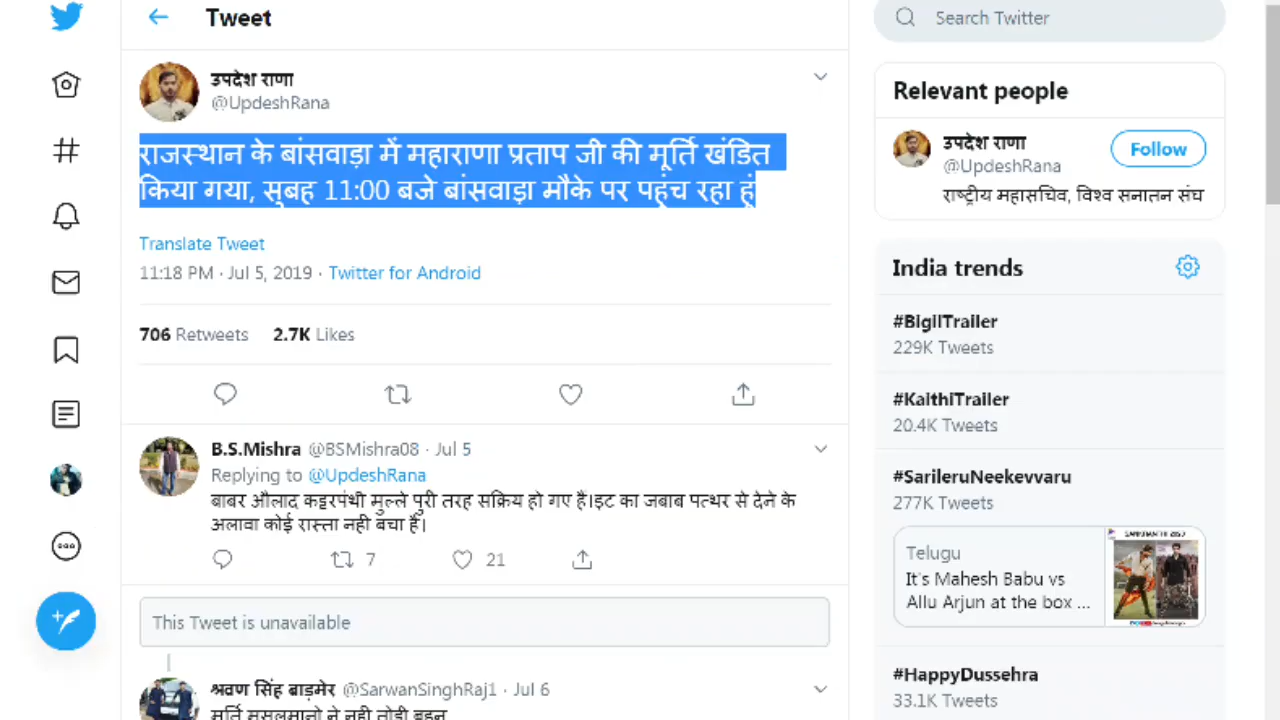 Tweet
Search Twitter
उपदेश राणा
@UpdeshRana
राजस्थान के बांसवाड़ा में महाराणा प्रताप जी की मूर्ति खंडित
किया गया, सुबह 11:00 बजे बांसवाड़ा मौके पर पहुंच रहा हूं
Translate Tweet
11:18 PM · Jul 5, 2019 · Twitter for Android
706 Retweets 2.7K Likes
B.S.Mishra @BSMishra08 · Jul 5
Replying to @UpdeshRana
बाबर औलाद कट्टरपंथी मुल्ले पुरी तरह सक्रिय हो गए है।इट का जबाब पत्थर से देने के
अलावा कोई रास्ता नही बचा है।
7 21
This Tweet is unavailable
श्रवण सिंह बाड़मेर @SarwanSinghRaj1 · Jul 6
मूर्ति मुसलमानो ने नही तोड़ी
Relevant people
उपदेश राणा
@UpdeshRana
Follow
राष्ट्रीय महासचिव, विश्व सनातन संघ
India trends
#BigilTrailer
229K Tweets
#KaithiTrailer
20.4K Tweets
#SarileruNeekevvaru
277K Tweets
Telugu
It's Mahesh Babu vs
Allu Arjun at the box ...
#HappyDussehra
33.1K Tweets